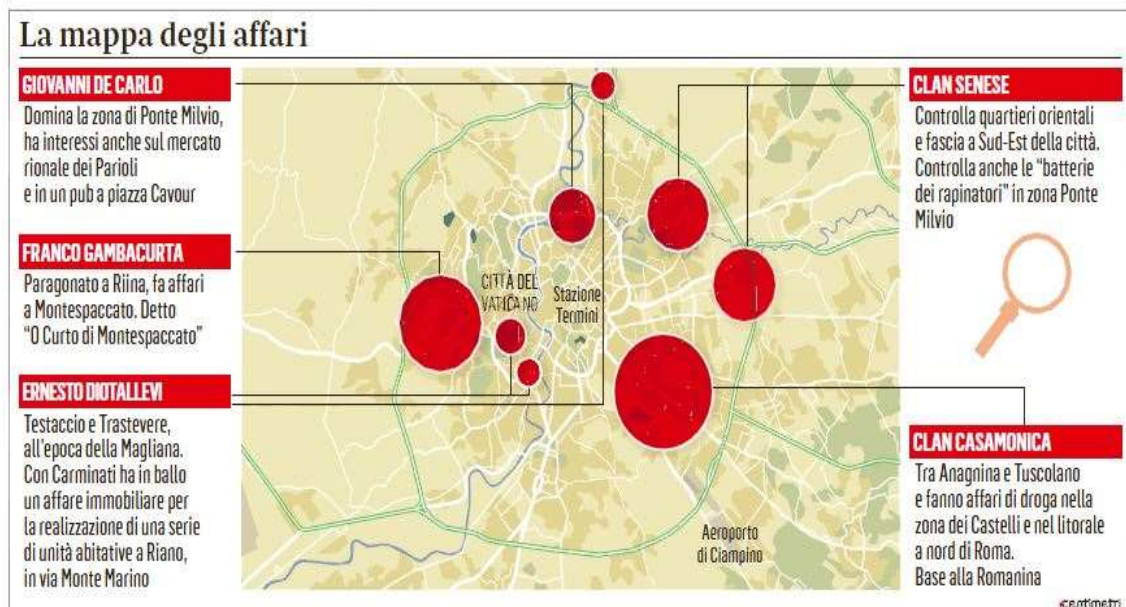 La mappa degli affari
GIOVANNI DE CARLO
Domina la zona di Ponte Milvio,
ha interessi anche sul mercato
rionale dei Parioli
e in un pub a piazza Cavour
FRANCO GAMBACURTA
Paragonato a Riina, fa affari
a Montespaccato. Detto
"O Curto di Montespaccato"
ERNESTO DIOTALLEVI
Testaccio e Trastevere,
all'epoca della Magliana.
Con Carminati ha in ballo
un affare immobiliare per
la realizzazione di una serie
di unità abitative a Riano,
in via Monte Marino
CITTÀ DEL
VATICANO
Stazione
Termini
Aeroporto
di Ciampino
CLAN SENESE
Controlla quartieri orientali
e fascia a Sud-Est della città.
Controlla anche le "batterie
dei rapinatori" in zona Ponte
Milvio
CLAN CASAMONICA
Tra Anagnina e Tuscolano
e fanno affari di droga nella
zona dei Castelli e nel litorale
a nord di Roma.
Base alla Romanina
centimetri